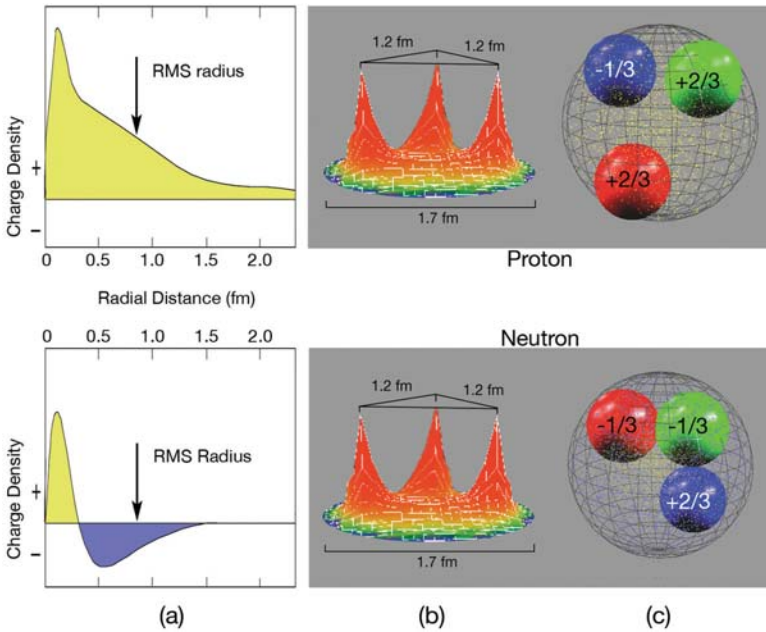 RMS radius
Charge Density
+
−
0 0.5 1.0 1.5 2.0
Radial Distance (fm)
1.2 fm 1.2 fm
1.7 fm
-1/3
+2/3
+2/3
Proton
0 0.5 1.0 1.5 2.0
RMS Radius
Charge Density
+
−
Neutron
1.2 fm 1.2 fm
1.7 fm
-1/3 -1/3
+2/3
(a) (b) (c)